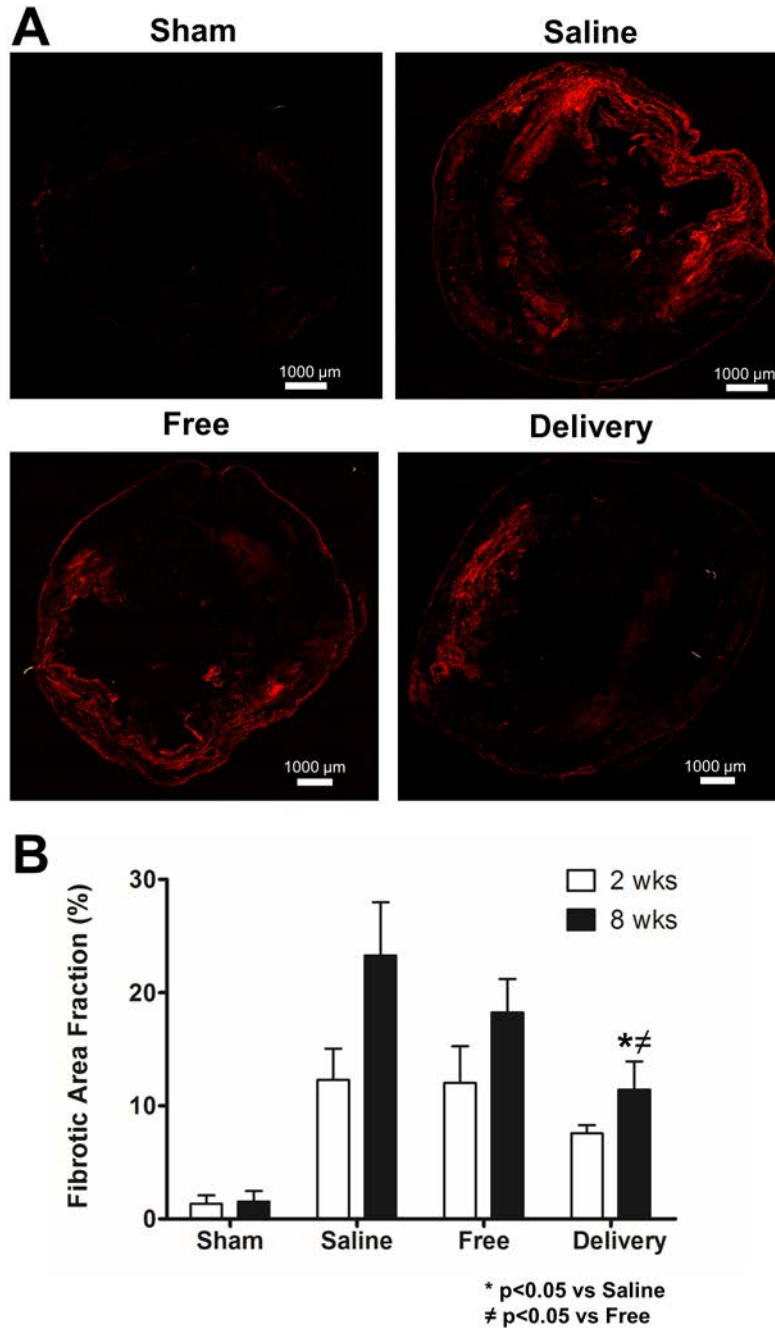 A
Sham
Saline
1000 µm
1000 µm
Free
Delivery
1000 µm
1000 µm
B
Fibrotic Area Fraction (%)
30
20
10
0
2 wks
8 wks
*≠
Sham
Saline
Free
Delivery
* p<0.05 vs Saline
≠ p<0.05 vs Free